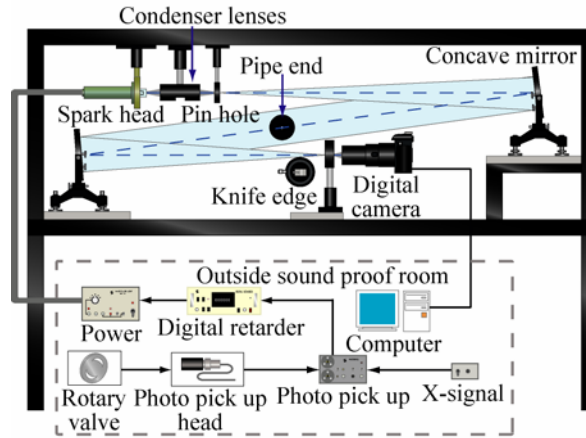 Condenser lenses
Concave mirror
Pipe end
Spark head
Pin hole
Knife edge
Digital
camera
Outside sound proof room
Power
Digital retarder
Computer
Rotary
valve
Photo pick up
head
Photo pick up
X-signal